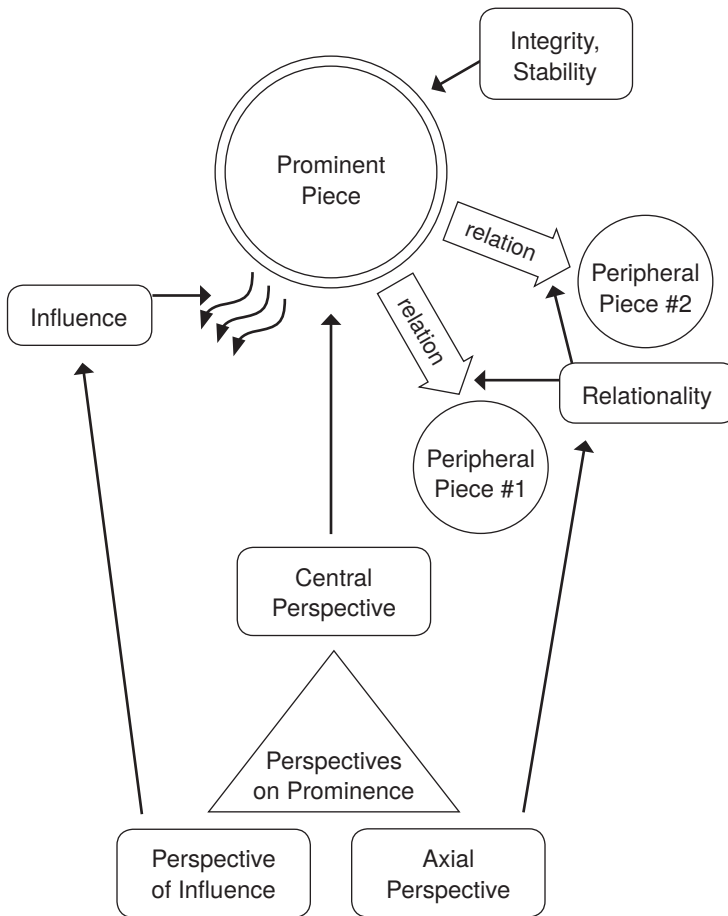 Integrity,
Stability
Prominent
Piece
relation
Peripheral
Piece #2
Influence
relation
Relationality
Peripheral
Piece #1
Central
Perspective
Perspectives
on Prominence
Perspective
of Influence
Axial
Perspective